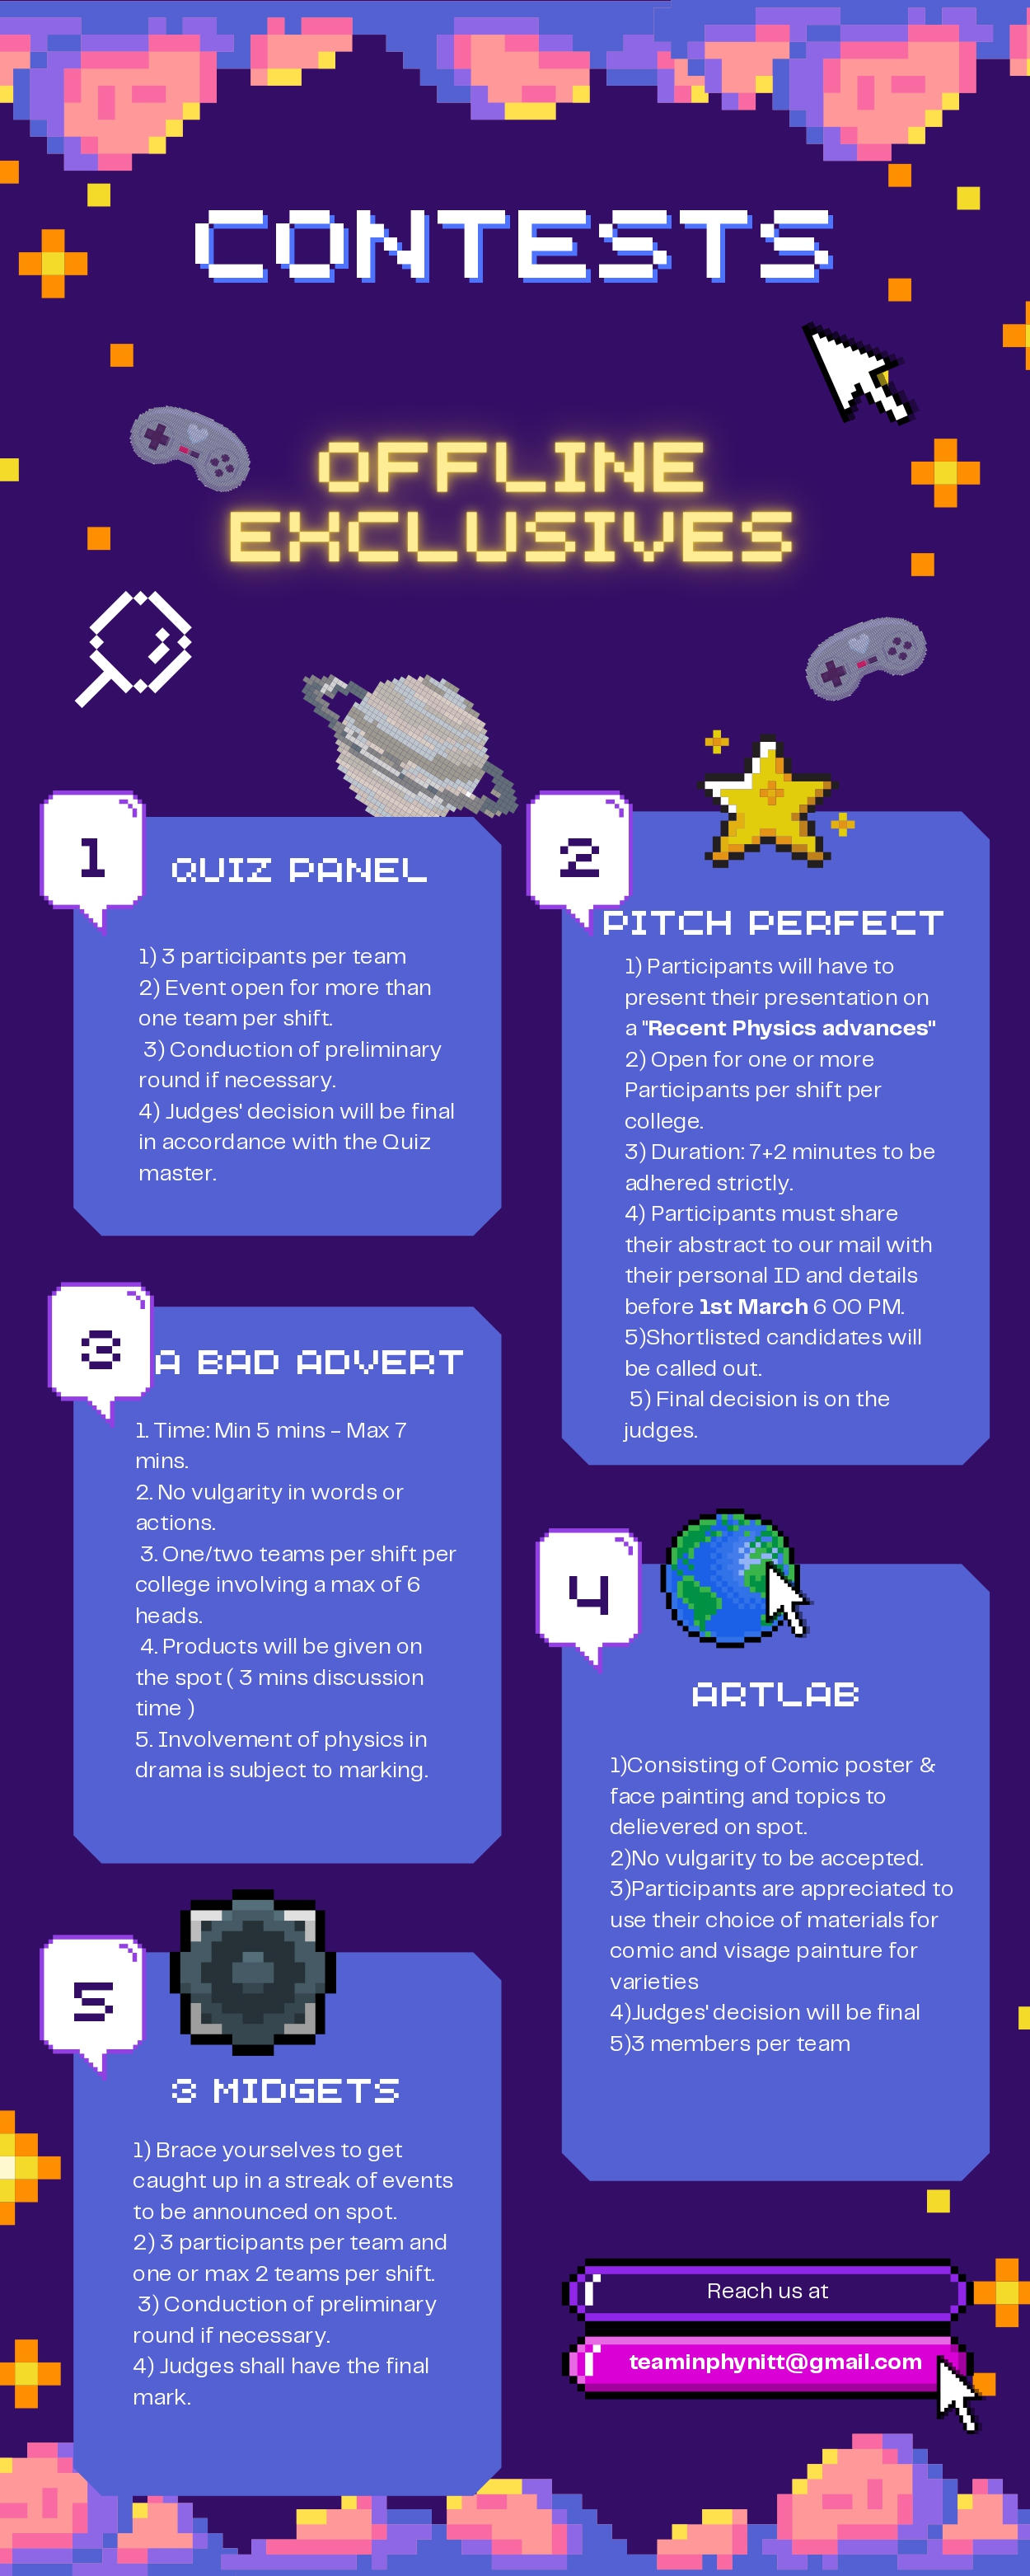 CONTESTS
OFFLINE
EXCLUSIVES
1
QUIZ PANEL
1) 3 participants per team
2) Event open for more than
one team per shift.
3) Conduction of preliminary
round if necessary.
4) Judges' decision will be final
in accordance with the Quiz
master.
2
PITCH PERFECT
1) Participants will have to
present their presentation on
a "Recent Physics advances"
2) Open for one or more
Participants per shift per
college.
3) Duration: 7+2 minutes to be
adhered strictly.
4) Participants must share
their abstract to our mail with
their personal ID and details
before 1st March 6 00 PM.
5)Shortlisted candidates will
be called out.
5) Final decision is on the
judges.
3
A BAD ADVERT
1. Time: Min 5 mins - Max 7
mins.
2. No vulgarity in words or
actions.
3. One/two teams per shift per
college involving a max of 6
heads.
4. Products will be given on
the spot ( 3 mins discussion
time )
5. Involvement of physics in
drama is subject to marking.
4
ARTLAB
1)Consisting of Comic poster &
face painting and topics to
delievered on spot.
2)No vulgarity to be accepted.
3)Participants are appreciated to
use their choice of materials for
comic and visage painture for
varieties
4)Judges' decision will be final
5)3 members per team
5
3 MIDGETS
1) Brace yourselves to get
caught up in a streak of events
to be announced on spot.
2) 3 participants per team and
one or max 2 teams per shift.
3) Conduction of preliminary
round if necessary.
4) Judges shall have the final
mark.
Reach us at
teaminphynitt@gmail.com